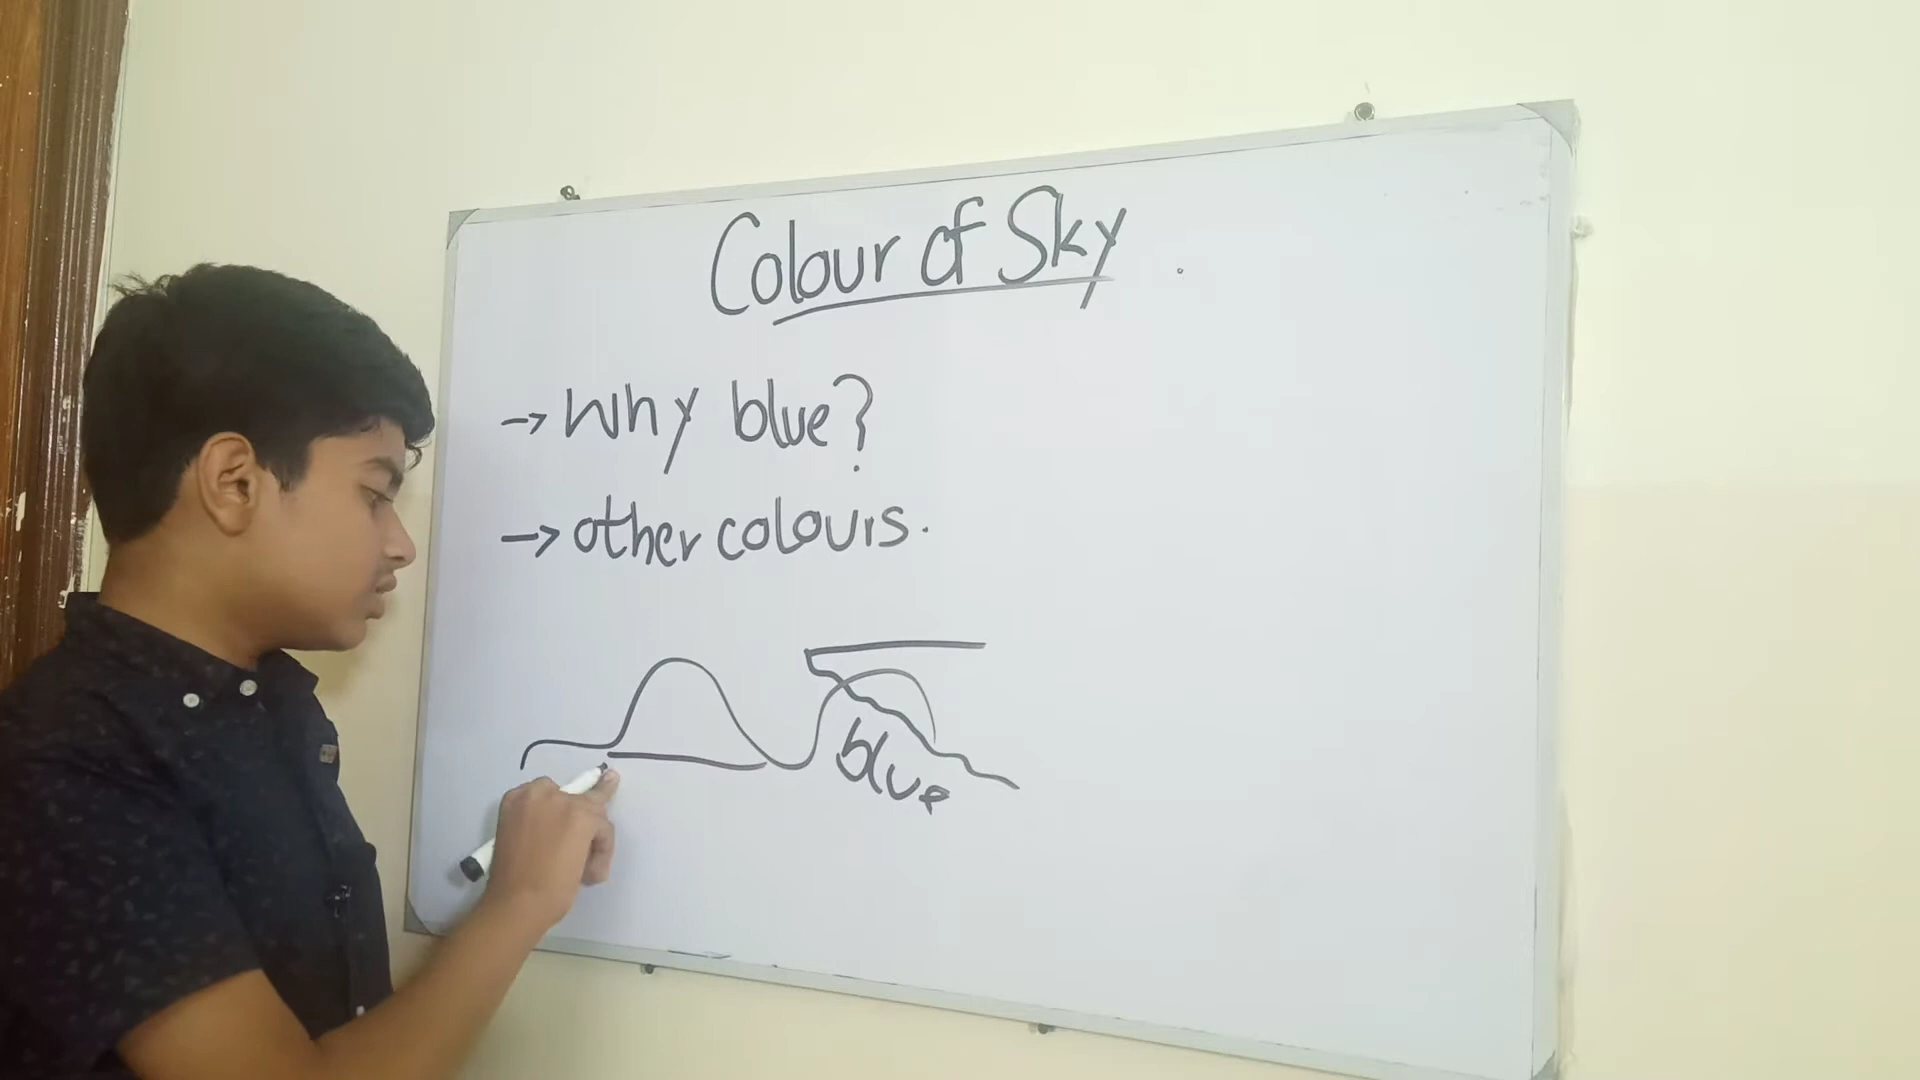 Colour of Sky.
→ Why blue?
→ other colours.
blue